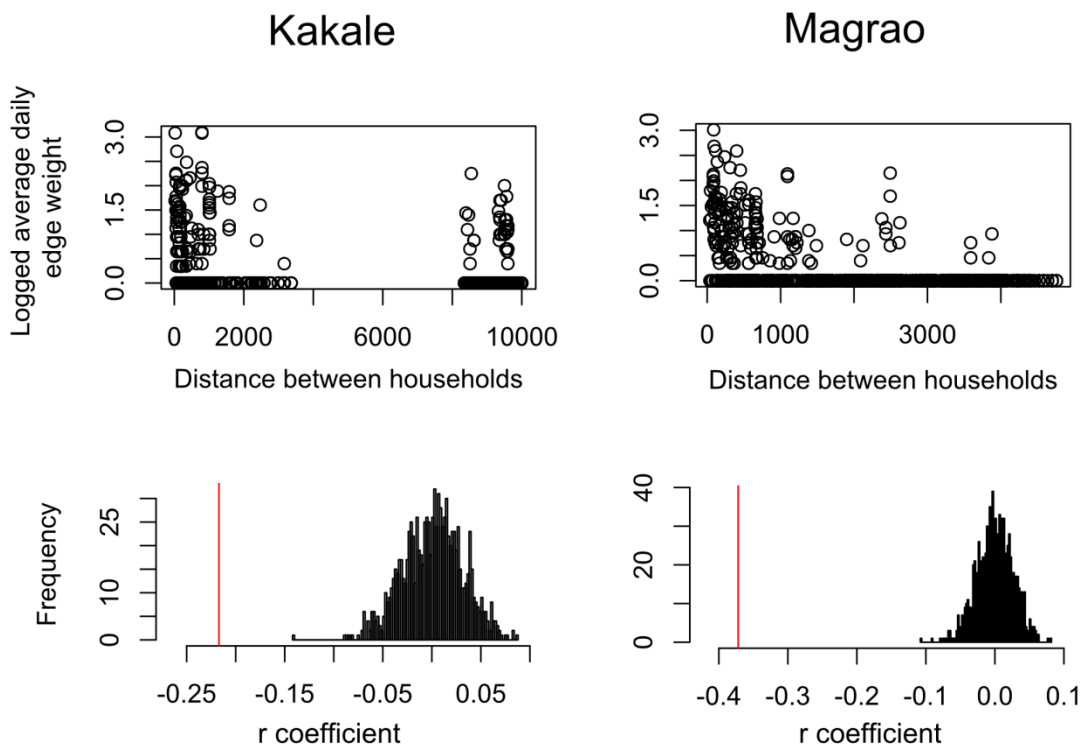 Kakale
Magrao
Logged average daily
edge weight
3.0
1.5
0.0
0 2000 6000 10000
Distance between households
3.0
1.5
0.0
0 1000 3000
Distance between households
Frequency
25
10
0
-0.25 -0.15 -0.05 0.05
r coefficient
40
20
0
-0.4 -0.3 -0.1 0.0 0.1
r coefficient